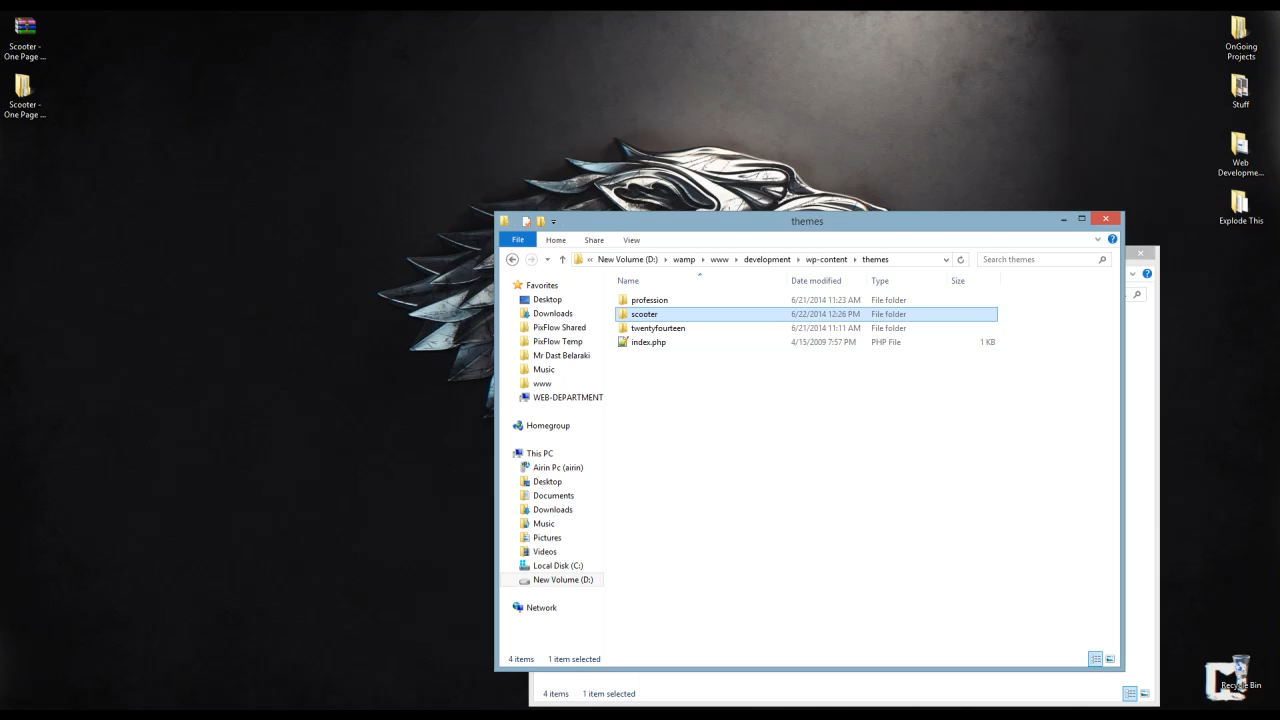 Scooter -
One Page ...
Scooter -
One Page ...
OnGoing
Projects
Stuff
Web
Developme...
Explode This
Recycle Bin
themes
File
Home
Share
View
« New Volume (D:) wamp www development wp-content themes
Search themes
Name
Date modified
Type
Size
profession 6/21/2014 11:23 AM File folder
scooter 6/22/2014 12:26 PM File folder
twentyfourteen 6/21/2014 11:11 AM File folder
index.php 4/15/2009 7:57 PM PHP File 1 KB
Favorites
Desktop
Downloads
PixFlow Shared
PixFlow Temp
Mr Dast Belaraki
Music
www
WEB-DEPARTMENT
Homegroup
This PC
Airin Pc (airin)
Desktop
Documents
Downloads
Music
Pictures
Videos
Local Disk (C:)
New Volume (D:)
Network
4 items 1 item selected
4 items 1 item selected